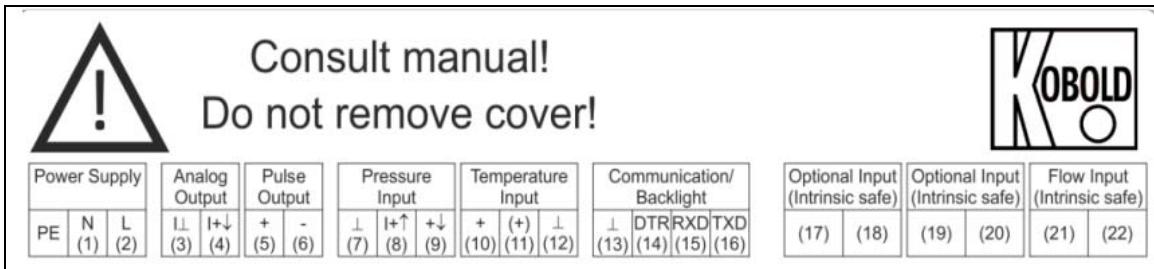 !
Consult manual!
Do not remove cover!
KOBOLD
Power Supply
PE N (1) L (2)
Analog Output
I⊥ (3) I+↓ (4)
Pulse Output
+ (5) - (6)
Pressure Input
⊥ (7) I+↑ (8) +↓ (9)
Temperature Input
+ (10) (+) (11) ⊥ (12)
Communication/ Backlight
⊥ (13) DTR (14) RXD (15) TXD (16)
Optional Input (Intrinsic safe)
(17) (18)
Optional Input (Intrinsic safe)
(19) (20)
Flow Input (Intrinsic safe)
(21) (22)